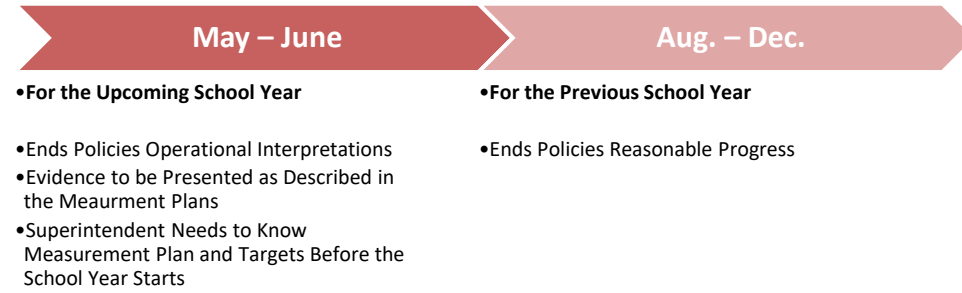 May – June
Aug. – Dec.
•For the Upcoming School Year
•Ends Policies Operational Interpretations
•Evidence to be Presented as Described in
the Meaurment Plans
•Superintendent Needs to Know
Measurement Plan and Targets Before the
School Year Starts
•For the Previous School Year
•Ends Policies Reasonable Progress